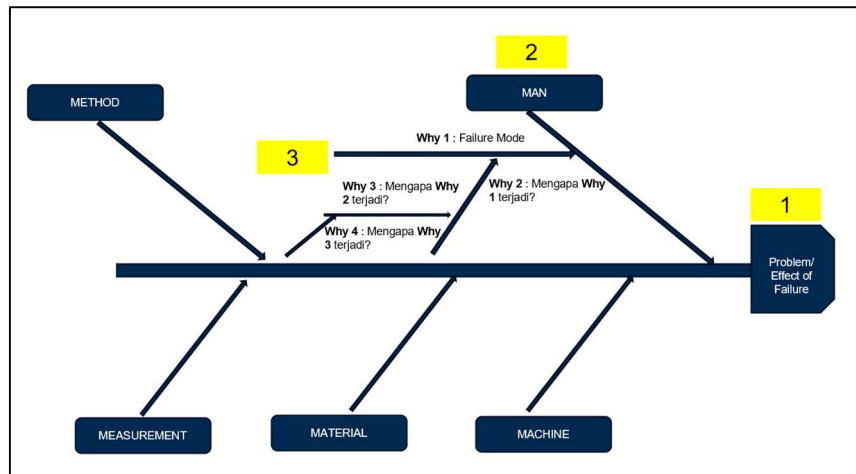 2
METHOD
MAN
Why 1 : Failure Mode
3
Why 3 : Mengapa Why
2 terjadi?
Why 2 : Mengapa Why
1 terjadi?
Why 4 : Mengapa Why
3 terjadi?
1
Problem/
Effect of
Failure
MEASUREMENT
MATERIAL
MACHINE